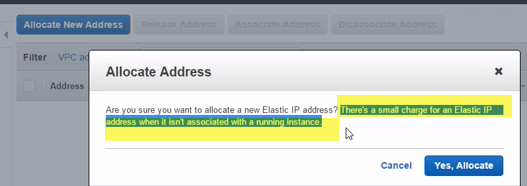 Allocate New Address Release Address Associate Address Disassociate Address
Filter VPC ad
Allocate Address ✖
Address
Are you sure you want to allocate a new Elastic IP address? There's a small charge for an Elastic IP
address when it isn't associated with a running instance.
Cancel Yes, Allocate